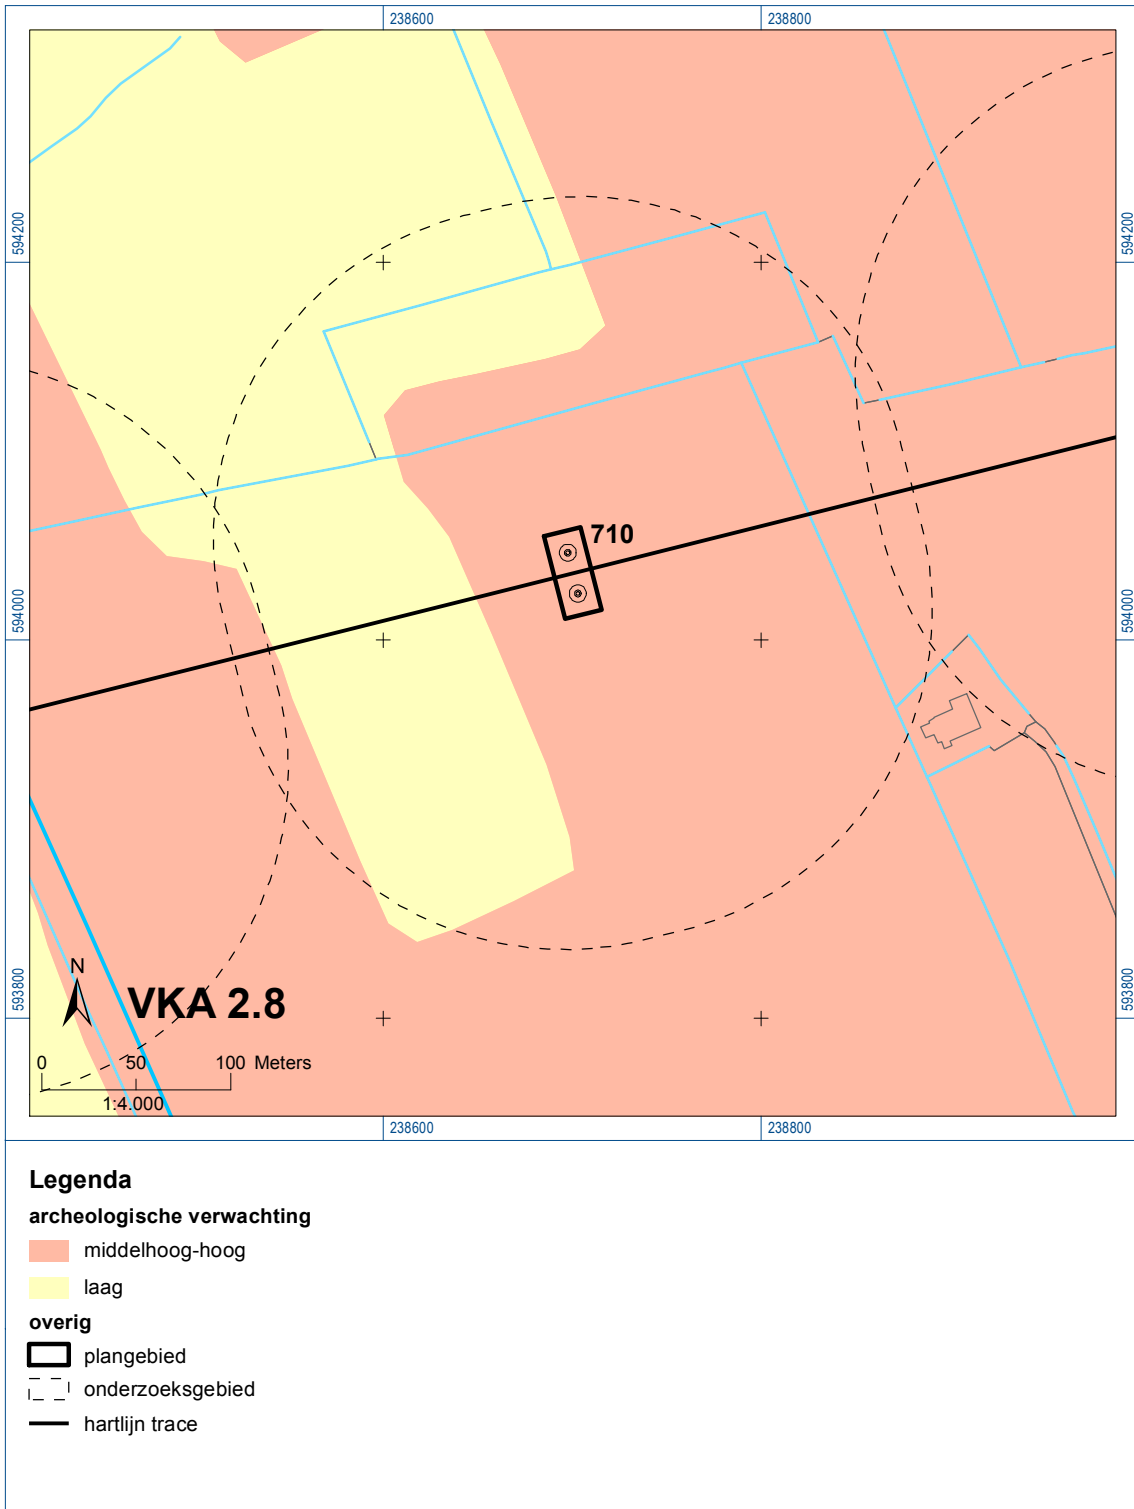 238600 238800
594200 594200
710
594000 594000
593800 593800
N
VKA 2.8
0 50 100 Meters
1:4.000
238600 238800
Legenda
archeologische verwachting
middelhoog-hoog
laag
overig
plangebied
onderzoeksgebied
hartlijn trace